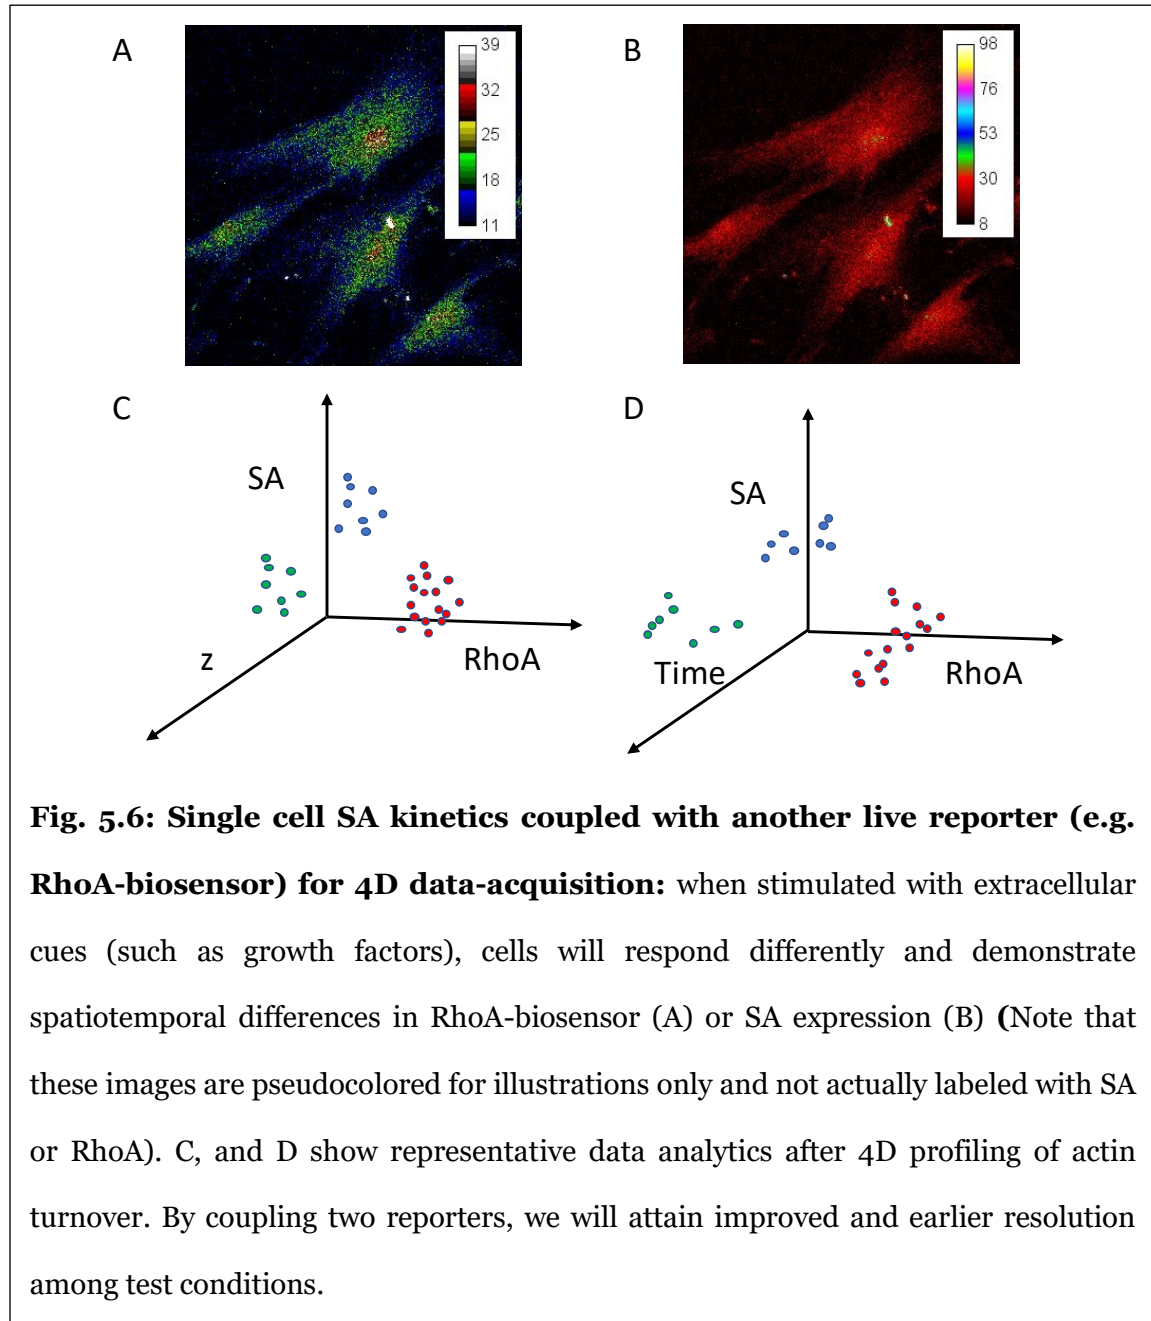 A
39
32
25
18
11
B
98
76
53
30
8
C
SA
z
RhoA
D
SA
Time
RhoA
Fig. 5.6: Single cell SA kinetics coupled with another live reporter (e.g.
RhoA-biosensor) for 4D data-acquisition: when stimulated with extracellular
cues (such as growth factors), cells will respond differently and demonstrate
spatiotemporal differences in RhoA-biosensor (A) or SA expression (B) (Note that
these images are pseudocolored for illustrations only and not actually labeled with SA
or RhoA). C, and D show representative data analytics after 4D profiling of actin
turnover. By coupling two reporters, we will attain improved and earlier resolution
among test conditions.